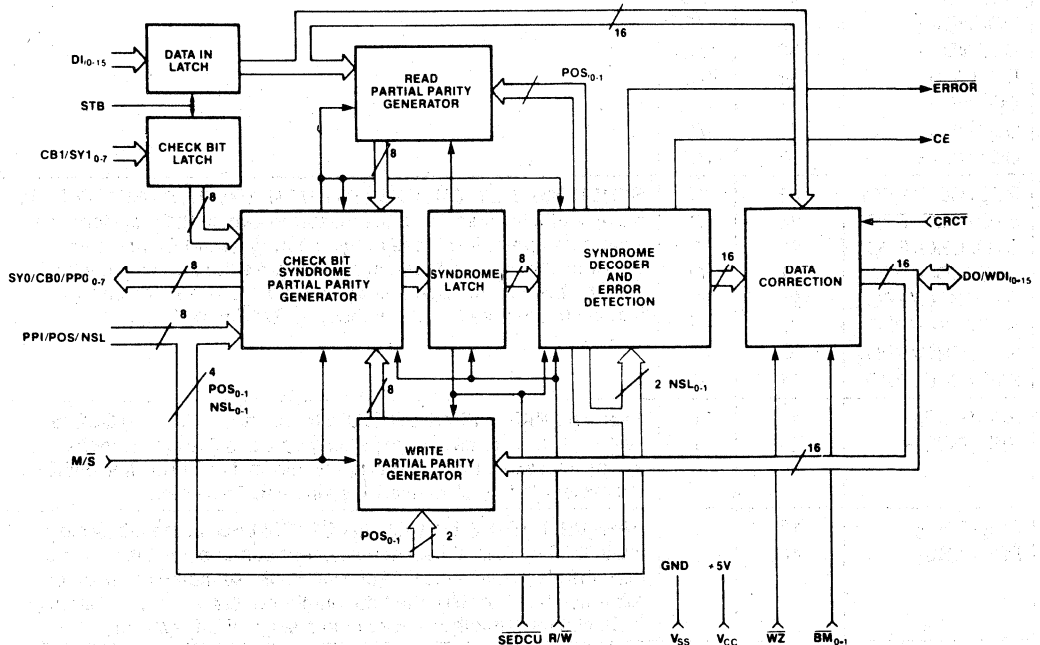 16
DI₁₀₋₁₅
DATA IN
LATCH
READ
PARTIAL PARITY
GENERATOR
POS₀₋₁
ERROR
STB
CB1/SY1₀₋₇
CHECK BIT
LATCH
8
CE
8
CRCT
SY0/CB0/PP0₀₋₇
8
CHECK BIT
SYNDROME
PARTIAL PARITY
GENERATOR
SYNDROME
LATCH
8
SYNDROME
DECODER
AND
ERROR
DETECTION
16
DATA
CORRECTION
16
DO/WDI₁₀₋₁₅
8
PPI/POS/NSL
4
POS₀₋₁
NSL₀₋₁
8
2 NSL₀₋₁
M/S̅
WRITE
PARTIAL PARITY
GENERATOR
16
POS₀₋₁
2
GND
+5V
SEDCU
R/W̅
VSS
VCC
WZ
BM₀₋₁